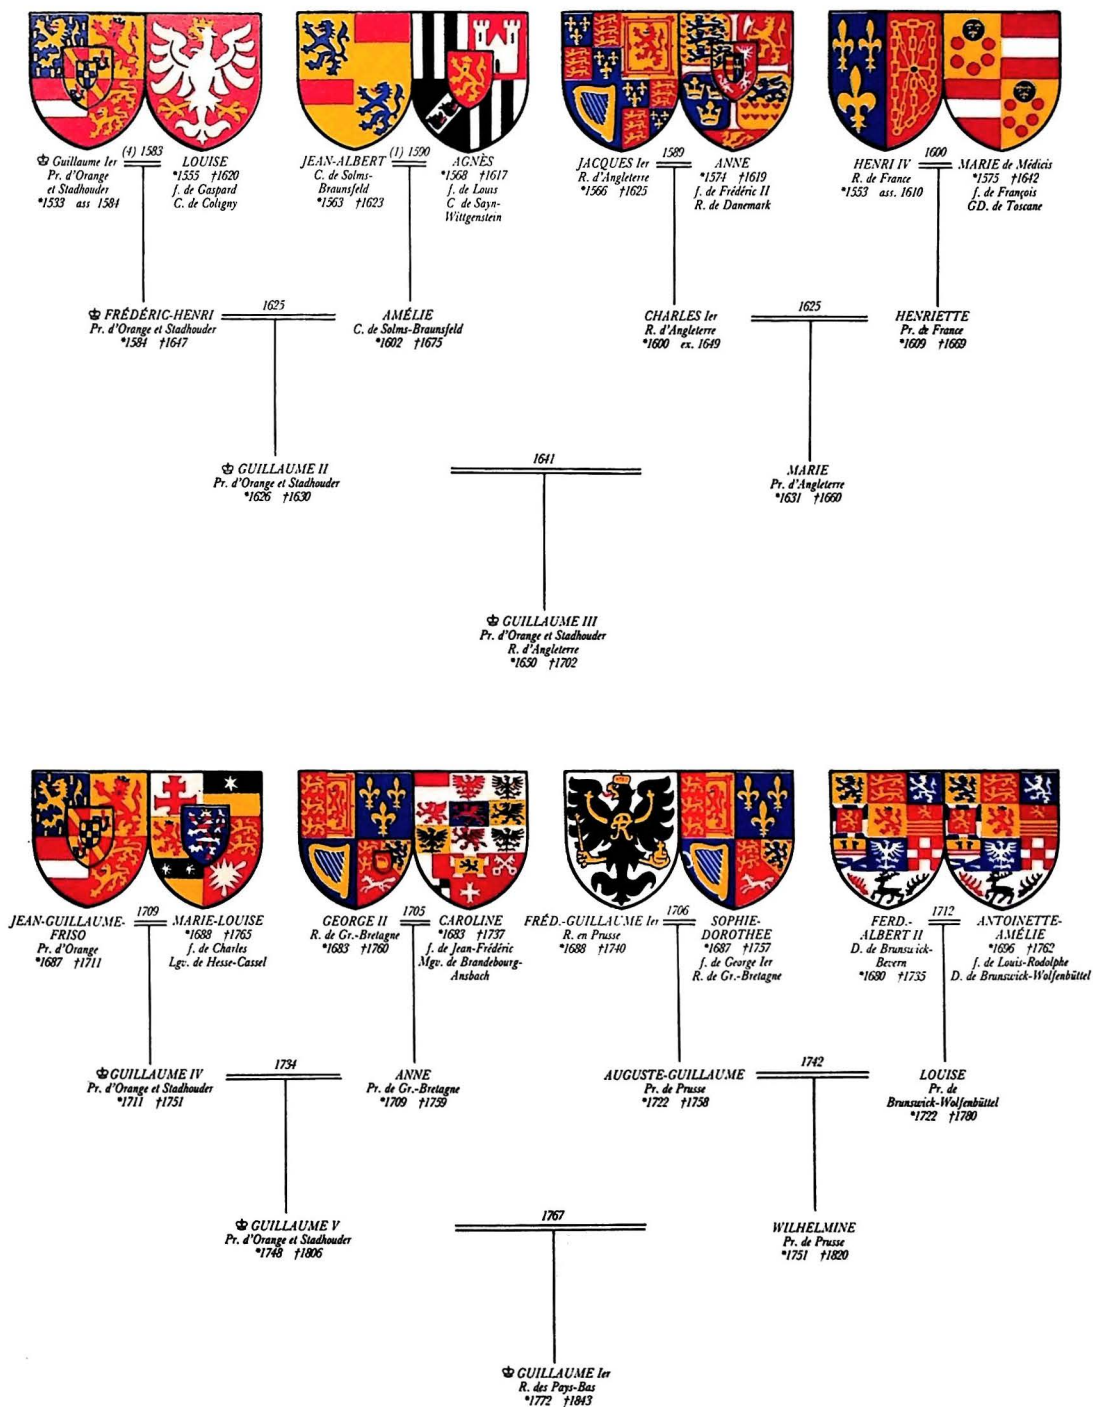 (4) 1583
♔ Guillaume Ier
Pr. d'Orange
et Stadhouder
*1533 ass 1584
LOUISE
*1555 †1620
f. de Gaspard
C. de Coligny
(1) 1590
JEAN-ALBERT
C. de Solms-
Braunsfeld
*1563 †1623
AGNÈS
*1568 †1617
f. de Louis
C de Sayn-
Wittgenstein
1589
JACQUES Ier
R. d'Angleterre
*1566 †1625
ANNE
*1574 †1619
f. de Frédéric II
R. de Danemark
1600
HENRI IV
R. de France
*1553 ass. 1610
MARIE de Médicis
*1575 †1642
f. de François
GD. de Toscane
1625
♔ FRÉDÉRIC-HENRI
Pr. d'Orange et Stadhouder
*1584 †1647
AMÉLIE
C. de Solms-Braunsfeld
*1602 †1675
1625
CHARLES Ier
R. d'Angleterre
*1600 ex. 1649
HENRIETTE
Pr. de France
*1609 †1669
1641
♔ GUILLAUME II
Pr. d'Orange et Stadhouder
*1626 †1630
MARIE
Pr. d'Angleterre
*1631 †1660
♔ GUILLAUME III
Pr. d'Orange et Stadhouder
R. d'Angleterre
*1650 †1702
1709
JEAN-GUILLAUME-
FRISO
Pr. d'Orange
*1687 †1711
MARIE-LOUISE
*1688 †1765
f. de Charles
Lgv. de Hesse-Cassel
1705
GEORGE II
R. de Gr.-Bretagne
*1683 †1760
CAROLINE
*1683 †1737
f. de Jean-Frédéric
Mgv. de Brandebourg-
Ansbach
1706
FRÉD.-GUILLAUME Ier
R. en Prusse
*1688 †1740
SOPHIE-
DOROTHEE
*1687 †1757
f. de George Ier
R. de Gr.-Bretagne
1712
FERD.-
ALBERT II
D. de Brunswick-
Bevern
*1680 †1735
ANTOINETTE-
AMÉLIE
*1696 †1762
f. de Louis-Rodolphe
D. de Brunswick-Wolfenbüttel
1734
♔ GUILLAUME IV
Pr. d'Orange et Stadhouder
*1711 †1751
ANNE
Pr. de Gr.-Bretagne
*1709 †1759
1742
AUGUSTE-GUILLAUME
Pr. de Prusse
*1722 †1758
LOUISE
Pr. de
Brunswick-Wolfenbüttel
*1722 †1780
1767
♔ GUILLAUME V
Pr. d'Orange et Stadhouder
*1748 †1806
WILHELMINE
Pr. de Prusse
*1751 †1820
♔ GUILLAUME Ier
R. des Pays-Bas
*1772 †1843